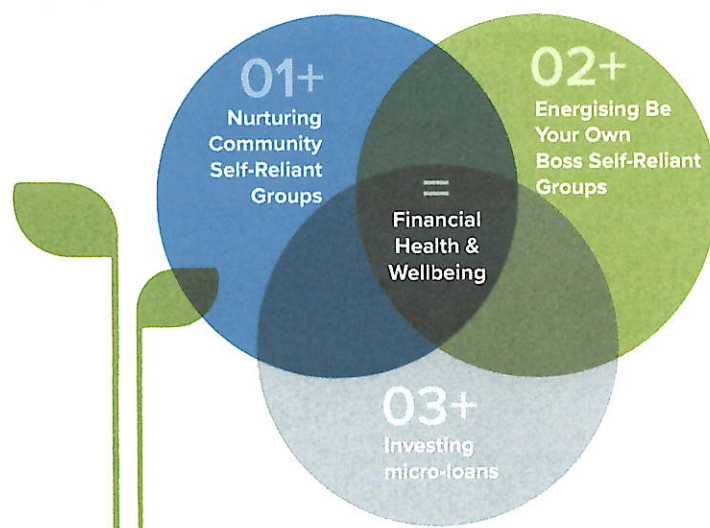 01+
Nurturing
Community
Self-Reliant
Groups
02+
Energising Be
Your Own
Boss Self-Reliant
Groups
=
Financial
Health &
Wellbeing
03+
Investing
micro-loans